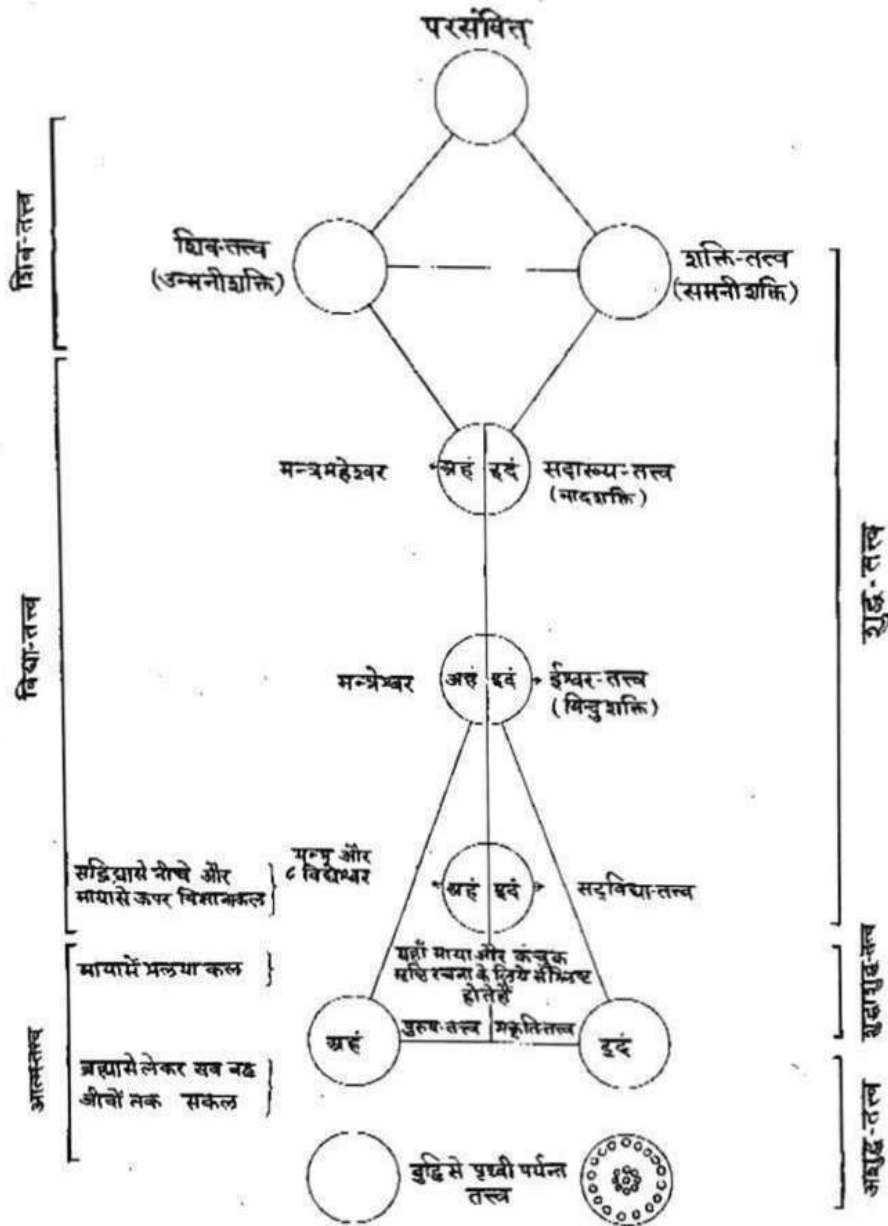 परसंवित्
शिव-तत्त्व
शिव-तत्त्व
(उन्मनीशक्ति)
शक्ति-तत्त्व
(समनीशक्ति)
मन्त्रमहेश्वर
अहं इदं
सदाख्य-तत्त्व
(नादशक्ति)
शुद्ध-तत्त्व
विद्या-तत्त्व
मन्त्रेश्वर
अहं इदं
ईश्वर-तत्त्व
(बिन्दुशक्ति)
मन्त्र और
८ विद्येश्वर
सद्विद्यासे नीचे और
मायासे ऊपर विज्ञानाकल
अहं इदं
सद्विद्या-तत्त्व
मायामें प्रलया कल
यहाँ माया और कंचुक
सृष्टि रचना के लिये संश्लिष्ट
होतेहैं
शुद्धाशुद्ध-तत्त्व
पुरुष-तत्त्व प्रकृति-तत्त्व
अहं
इदं
आत्मतत्त्व
ब्रह्मासे लेकर सब बद्ध
जीवों तक सकल
बुद्धि से पृथ्वी पर्यन्त
तत्त्व
अशुद्ध-तत्त्व